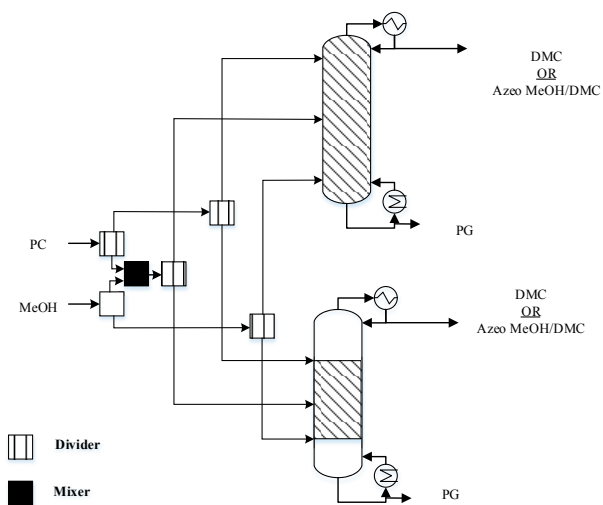 DMC
OR
Azeo MeOH/DMC
PG
PC
MeOH
DMC
OR
Azeo MeOH/DMC
PG
Divider
Mixer